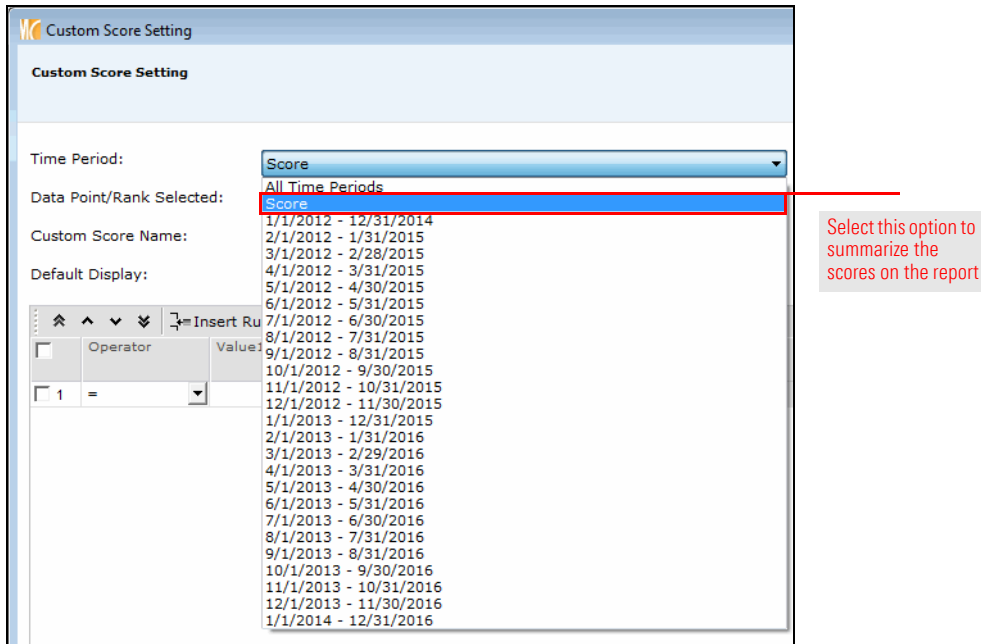 Custom Score Setting
Custom Score Setting
Time Period:
Score
Data Point/Rank Selected:
Custom Score Name:
Default Display:
All Time Periods
Score
1/1/2012 - 12/31/2014
2/1/2012 - 1/31/2015
3/1/2012 - 2/28/2015
4/1/2012 - 3/31/2015
5/1/2012 - 4/30/2015
6/1/2012 - 5/31/2015
7/1/2012 - 6/30/2015
8/1/2012 - 7/31/2015
9/1/2012 - 8/31/2015
10/1/2012 - 9/30/2015
11/1/2012 - 10/31/2015
12/1/2012 - 11/30/2015
1/1/2013 - 12/31/2015
2/1/2013 - 1/31/2016
3/1/2013 - 2/29/2016
4/1/2013 - 3/31/2016
5/1/2013 - 4/30/2016
6/1/2013 - 5/31/2016
7/1/2013 - 6/30/2016
8/1/2013 - 7/31/2016
9/1/2013 - 8/31/2016
10/1/2013 - 9/30/2016
11/1/2013 - 10/31/2016
12/1/2013 - 11/30/2016
1/1/2014 - 12/31/2016
Insert Ru
Operator Value1
1 =
Select this option to
summarize the
scores on the report